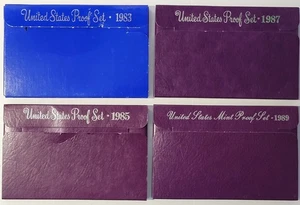 United States Proof Set · 1983
United States Proof Set · 1987
United States Proof Set · 1985
United States Mint Proof Set · 1989